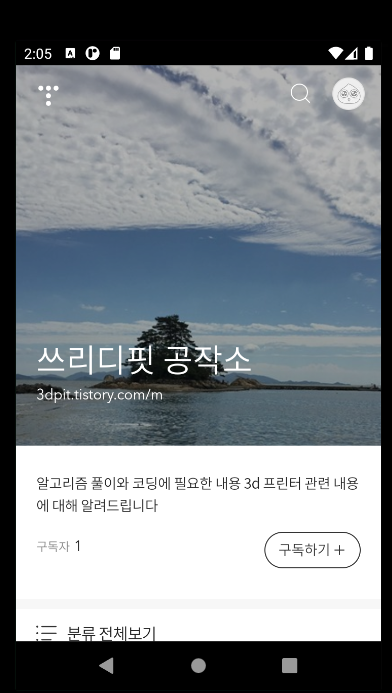 2:05
쓰리디핏 공작소
3dpit.tistory.com/m
알고리즘 풀이와 코딩에 필요한 내용 3d 프린터 관련 내용
에 대해 알려드립니다
구독자 1
구독하기 +
분류 전체보기